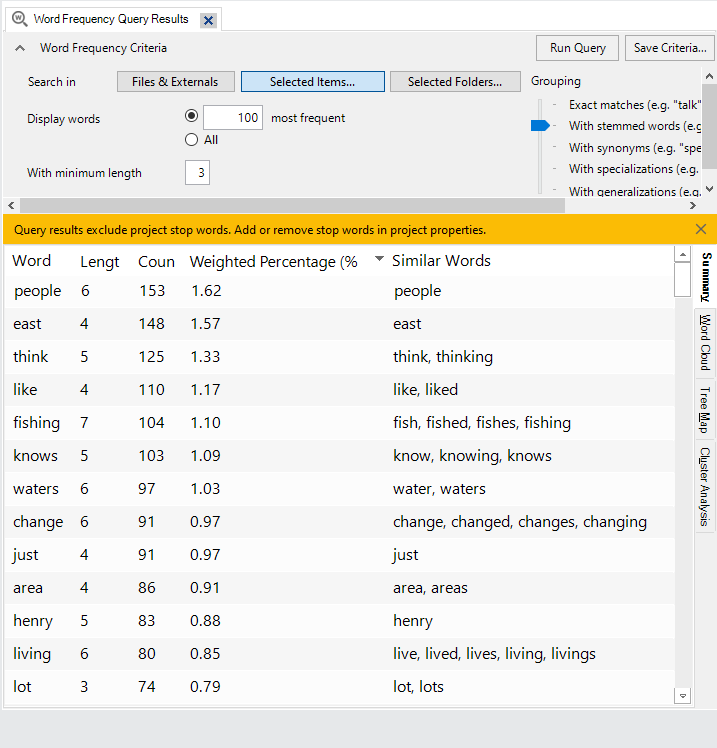 Word Frequency Query Results
Word Frequency Criteria
Run Query
Save Criteria...
Search in
Files & Externals
Selected Items...
Selected Folders...
Grouping
Display words
100
most frequent
All
With minimum length
3
Exact matches (e.g. "talk"
With stemmed words (e.g
With synonyms (e.g. "spe
With specializations (e.g.
With generalizations (e.g.
Query results exclude project stop words. Add or remove stop words in project properties.
Word Lengt Coun Weighted Percentage (% Similar Words
people 6 153 1.62 people
east 4 148 1.57 east
think 5 125 1.33 think, thinking
like 4 110 1.17 like, liked
fishing 7 104 1.10 fish, fished, fishes, fishing
knows 5 103 1.09 know, knowing, knows
waters 6 97 1.03 water, waters
change 6 91 0.97 change, changed, changes, changing
just 4 91 0.97 just
area 4 86 0.91 area, areas
henry 5 83 0.88 henry
living 6 80 0.85 live, lived, lives, living, livings
lot 3 74 0.79 lot, lots
Summary
Word Cloud
Tree Map
Cluster Analysis